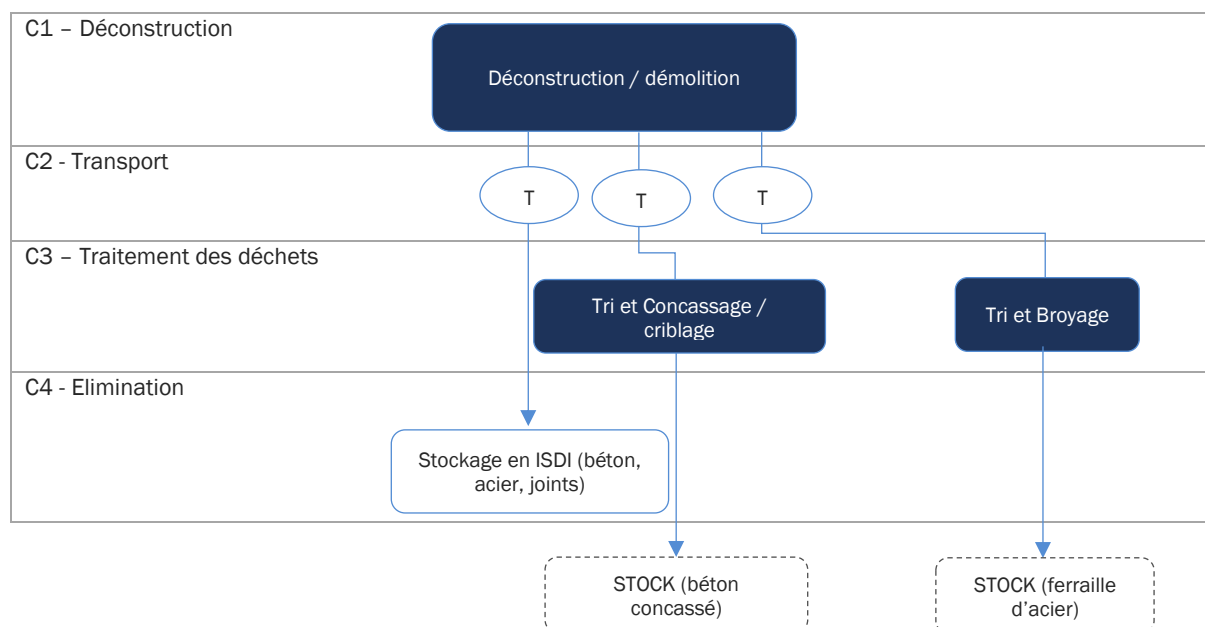 C1 – Déconstruction
Déconstruction / démolition
C2 - Transport
T
T
T
C3 – Traitement des déchets
Tri et Concassage /
criblage
Tri et Broyage
C4 - Elimination
Stockage en ISDI (béton,
acier, joints)
STOCK (béton
concassé)
STOCK (ferraille
d’acier)